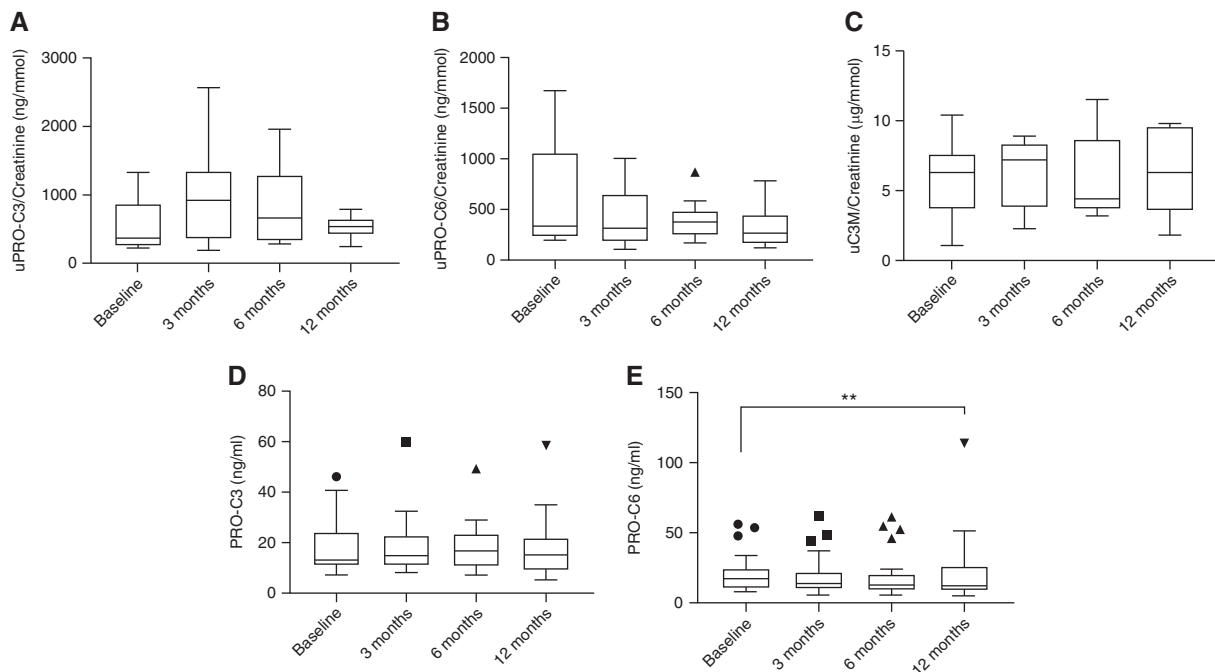 A
uPRO-C3/Creatinine (ng/mmol)
3000
2000
1000
0
Baseline
3 months
6 months
12 months
B
uPRO-C6/Creatinine (ng/mmol)
2000
1500
1000
500
0
Baseline
3 months
6 months
12 months
C
uC3M/Creatinine (µg/mmol)
15
10
5
0
Baseline
3 months
6 months
12 months
D
PRO-C3 (ng/ml)
80
60
40
20
0
Baseline
3 months
6 months
12 months
E
PRO-C6 (ng/ml)
150
100
50
0
**
Baseline
3 months
6 months
12 months